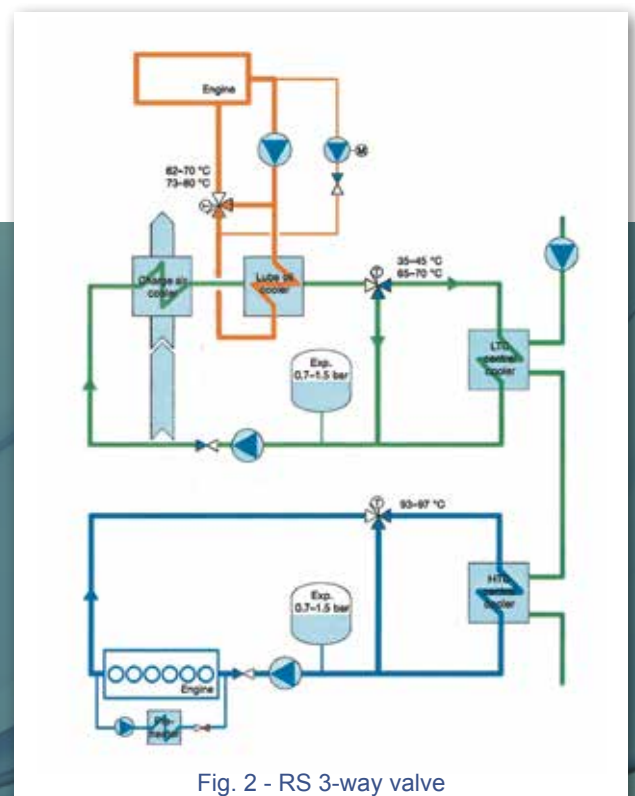 Engine
M
62–70 °C
73–80 °C
T
Charge air
cooler
Lube oil
cooler
35–45 °C
65–70 °C
T
LTC
central
cooler
Exp.
0.7–1.5 bar
93–97 °C
T
HTC
central
cooler
Exp.
0.7–1.5 bar
Engine
Pre-
heater
Fig. 2 - RS 3-way valve